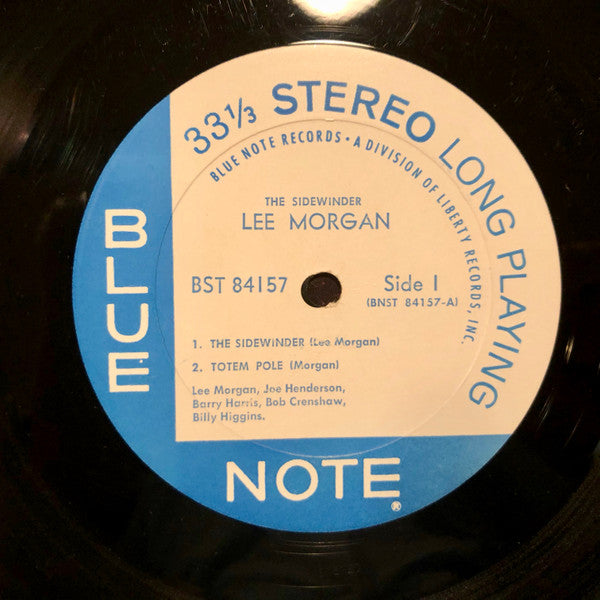 33 1/3 STEREO LONG PLAYING
BLUE NOTE RECORDS • A DIVISION OF LIBERTY RECORDS, INC.
THE SIDEWINDER
LEE MORGAN
BST 84157
Side 1
(BNST 84157-A)
1. THE SIDEWINDER (Lee Morgan)
2. TOTEM POLE (Morgan)
Lee Morgan, Joe Henderson,
Barry Harris, Bob Crenshaw,
Billy Higgins.
BLUE
NOTE®